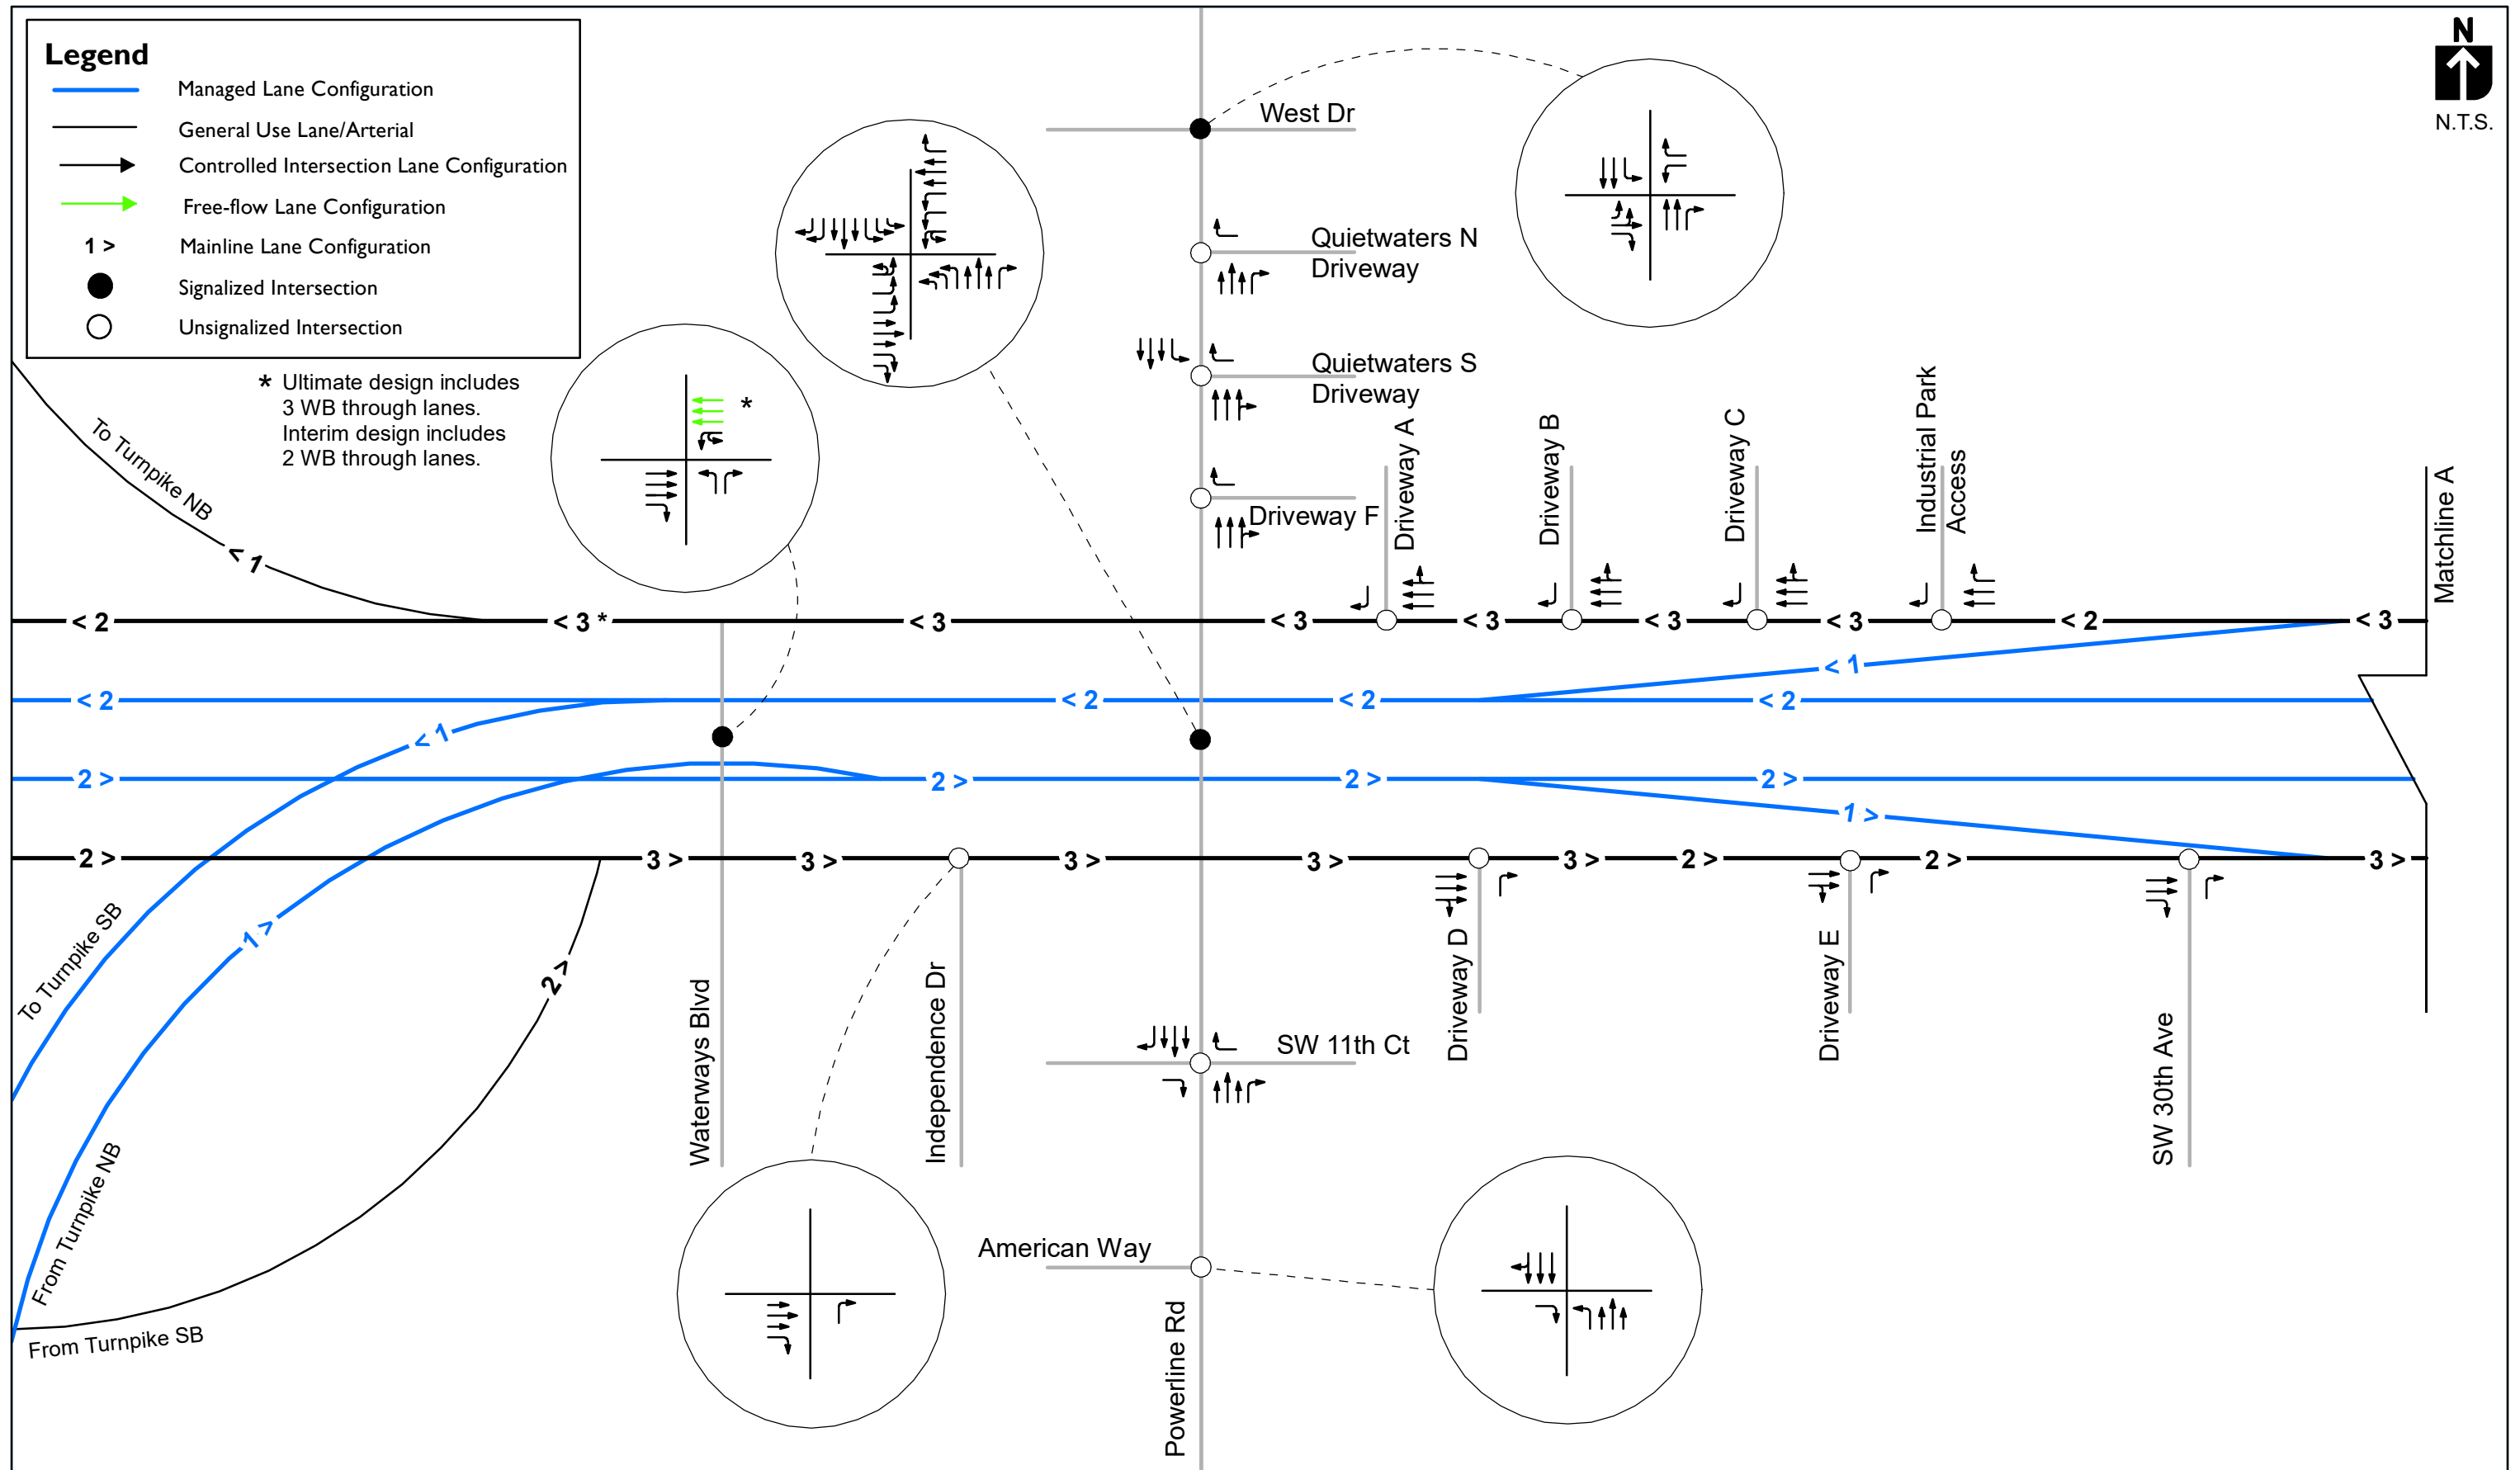 Legend
Managed Lane Configuration
General Use Lane/Arterial
Controlled Intersection Lane Configuration
Free-flow Lane Configuration
1 > Mainline Lane Configuration
Signalized Intersection
Unsignalized Intersection
N
N.T.S.
* Ultimate design includes
3 WB through lanes.
Interim design includes
2 WB through lanes.
*
West Dr
Quietwaters N
Driveway
Quietwaters S
Driveway
Driveway F
Driveway A
Driveway B
Driveway C
Industrial Park
Access
Matchline A
To Turnpike NB
< 1
< 2
< 3 *
< 3
< 3
< 3
< 3
< 3
< 2
< 3
< 1
< 2
< 2
< 2
< 2
< 1
2 >
2 >
2 >
2 >
1 >
2 >
3 >
3 >
3 >
3 >
3 >
2 >
2 >
3 >
1 >
2 >
To Turnpike SB
From Turnpike NB
From Turnpike SB
Waterways Blvd
Independence Dr
SW 11th Ct
Driveway D
Driveway E
SW 30th Ave
American Way
Powerline Rd